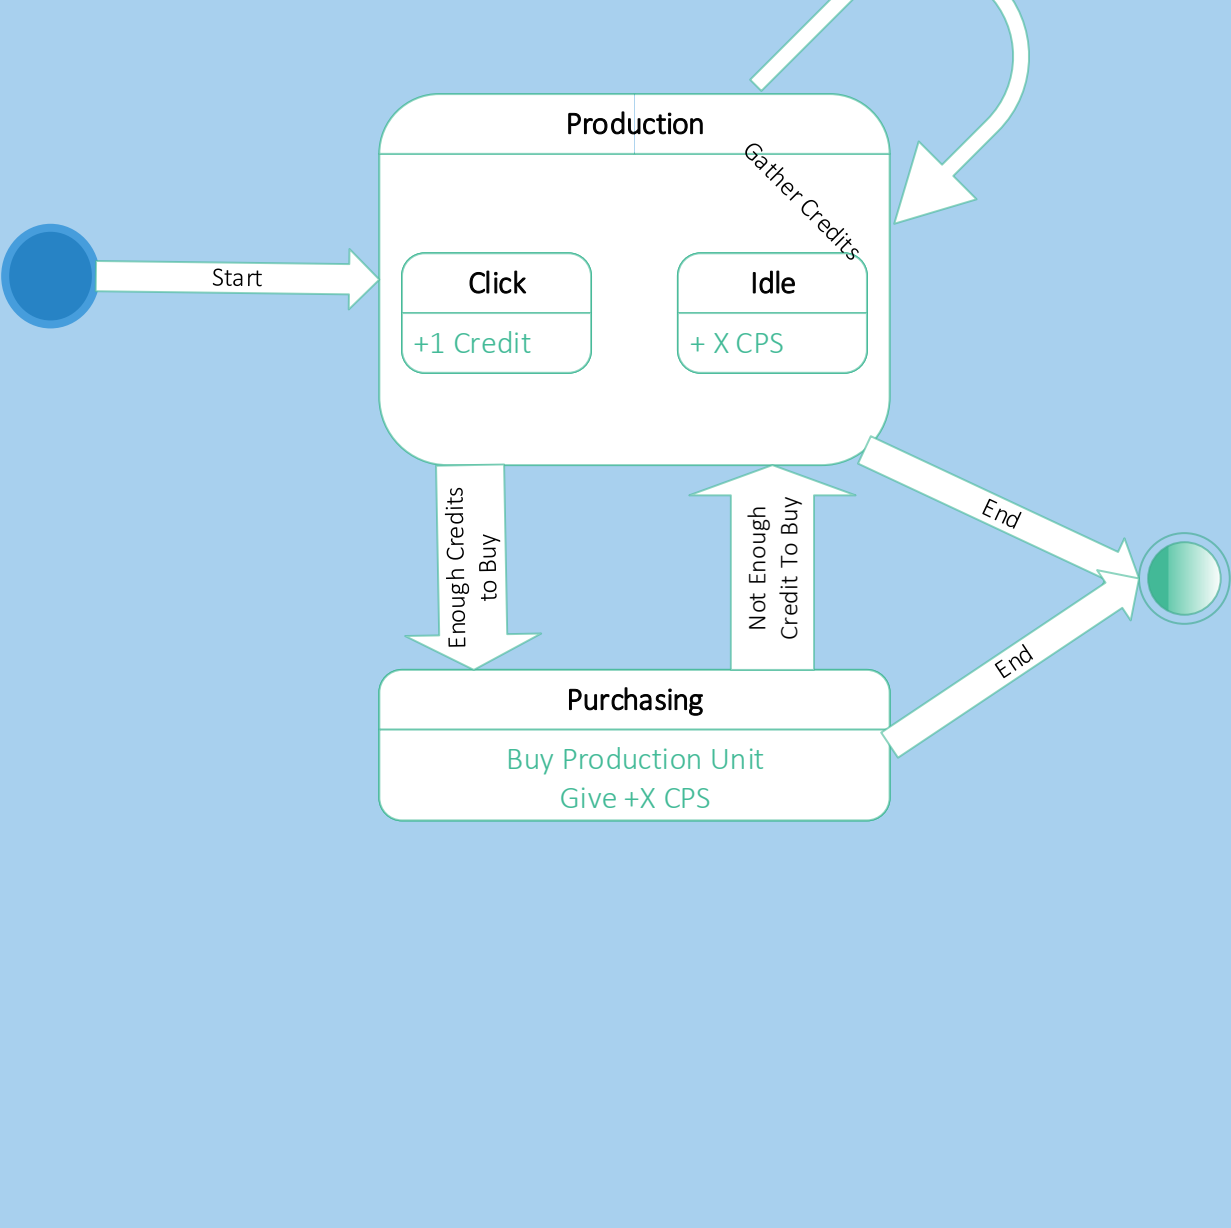 Production
Gather Credits
Start
Click
Idle
+1 Credit
+ X CPS
Enough Credits
to Buy
Not Enough
Credit To Buy
End
End
Purchasing
Buy Production Unit
Give +X CPS